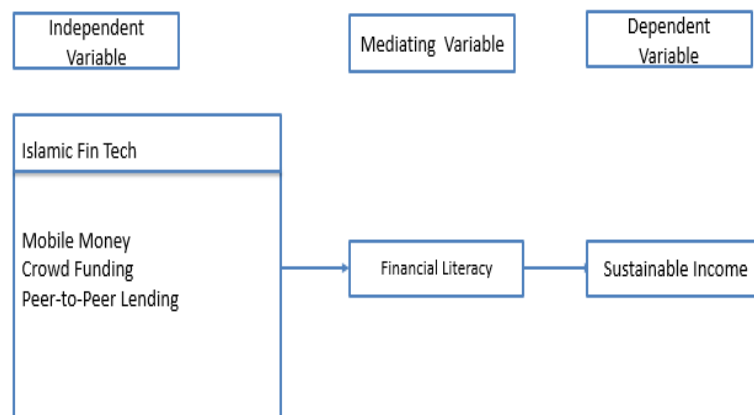 Independent
Variable
Mediating Variable
Dependent
Variable
Islamic Fin Tech
Mobile Money
Crowd Funding
Peer-to-Peer Lending
Financial Literacy
Sustainable Income